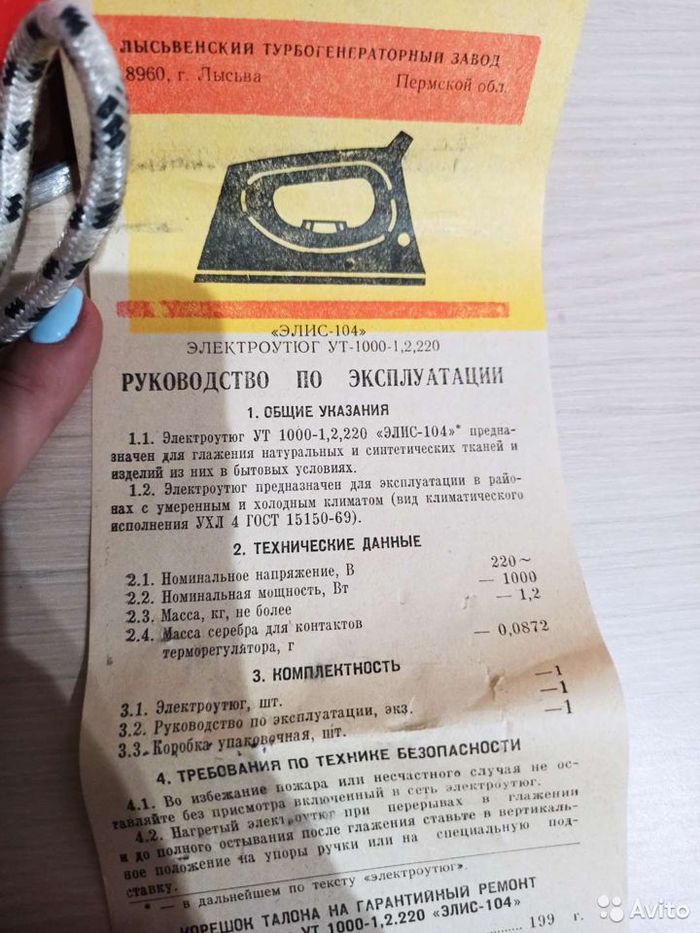 ЛЫСЬВЕНСКИЙ ТУРБОГЕНЕРАТОРНЫЙ ЗАВОД
8960, г. Лысьва Пермской обл.
«ЭЛИС-104»
ЭЛЕКТРОУТЮГ УТ-1000-1,2,220
РУКОВОДСТВО ПО ЭКСПЛУАТАЦИИ
1. ОБЩИЕ УКАЗАНИЯ
1.1. Электроутюг УТ 1000-1,2,220 «ЭЛИС-104»* предназ-
значен для глажения натуральных и синтетических тканей и
изделий из них в бытовых условиях.
1.2. Электроутюг предназначен для эксплуатации в райо-
нах с умеренным и холодным климатом (вид климатического
исполнения УХЛ 4 ГОСТ 15150-69).
2. ТЕХНИЧЕСКИЕ ДАННЫЕ
2.1. Номинальное напряжение, В 220~
2.2. Номинальная мощность, Вт — 1000
2.3. Масса, кг, не более — 1,2
2.4. Масса серебра для контактов
терморегулятора, г — 0,0872
3. КОМПЛЕКТНОСТЬ
3.1. Электроутюг, шт. —1
3.2. Руководство по эксплуатации, экз. —1
3.3. Коробка упаковочная, шт. —1
4. ТРЕБОВАНИЯ ПО ТЕХНИКЕ БЕЗОПАСНОСТИ
4.1. Во избежание пожара или несчастного случая не ос-
тавляйте без присмотра включенный в сеть электроутюг.
4.2. Нагретый электроутюг при перерывах в глажении
и до полного остывания после глажения ставьте в вертикаль-
ное положение на упоры ручки или на специальную под-
ставку.
* — в дальнейшем по тексту «электроутюг».
КОРЕШОК ТАЛОНА НА ГАРАНТИЙНЫЙ РЕМОНТ
УТ 1000-1,2.220 «ЭЛИС-104»
199 г.
Avito